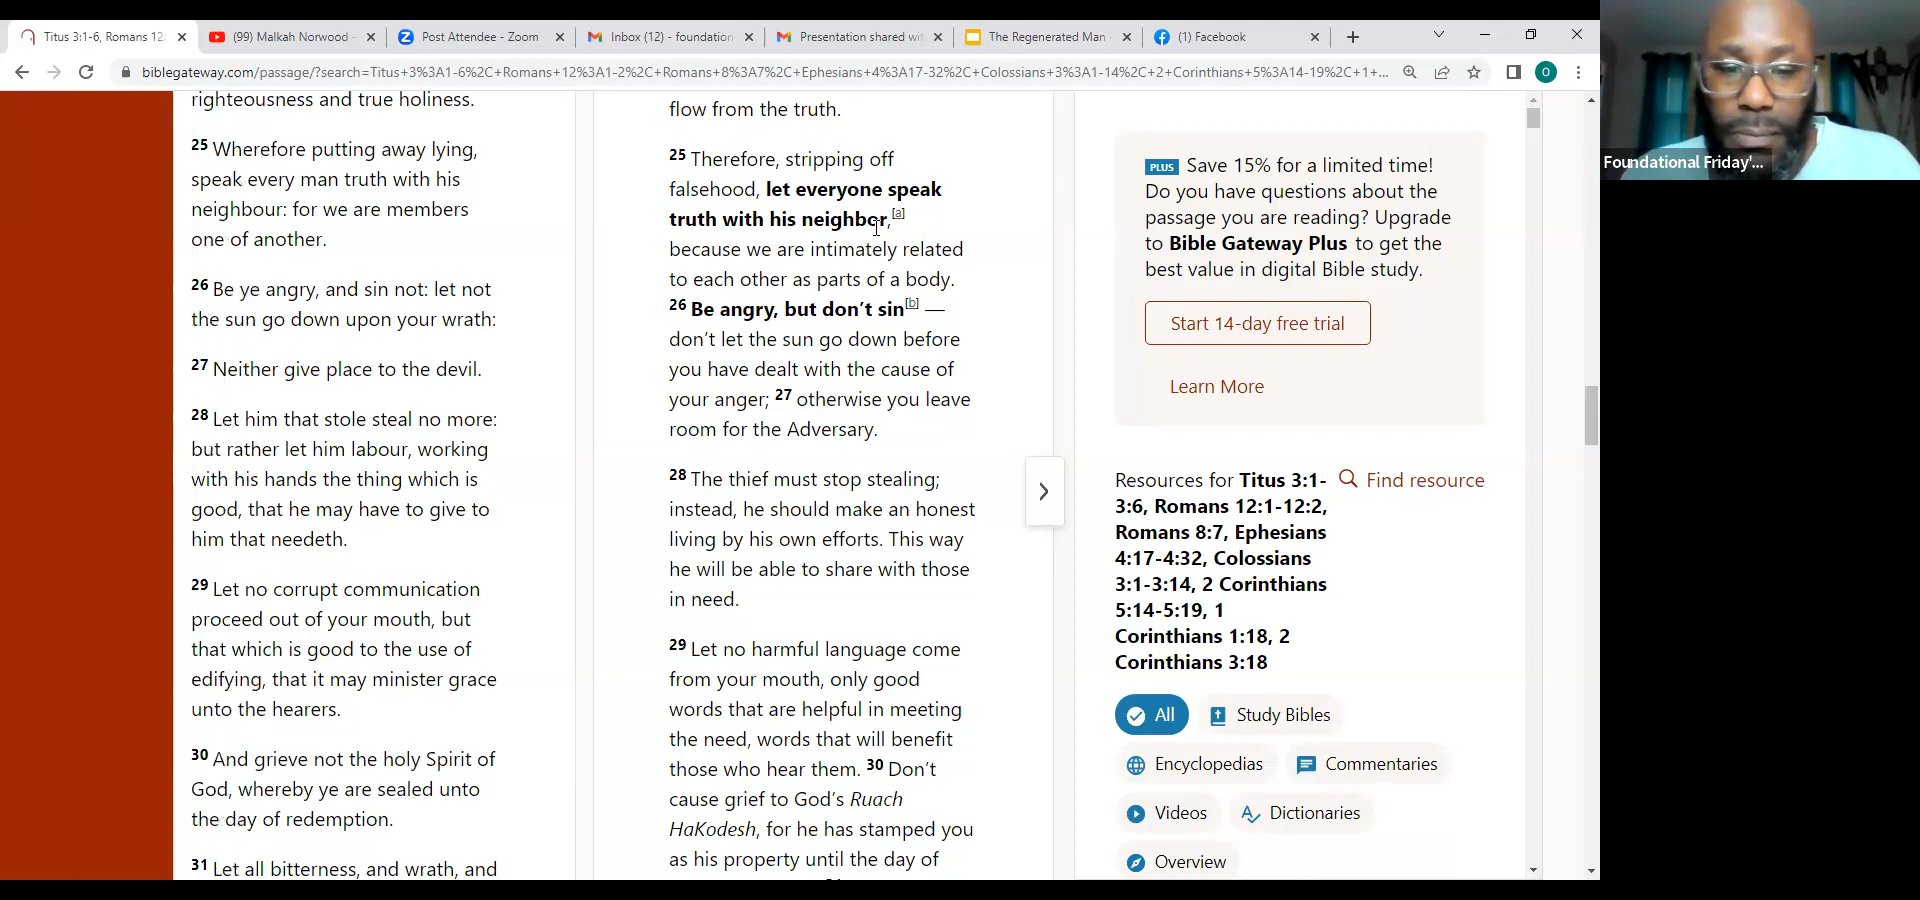 Titus 3:1-6, Romans 12
(99) Malkah Norwood -
Post Attendee - Zoom
Inbox (12) - foundation
Presentation shared wi
The Regenerated Man -
(1) Facebook
biblegateway.com/passage/?search=Titus+3%3A1-6%2C+Romans+12%3A1-2%2C+Romans+8%3A7%2C+Ephesians+4%3A17-32%2C+Colossians+3%3A1-14%2C+2+Corinthians+5%3A14-19%2C+1+...
O
righteousness and true holiness.
25 Wherefore putting away lying,
speak every man truth with his
neighbour: for we are members
one of another.
26 Be ye angry, and sin not: let not
the sun go down upon your wrath:
27 Neither give place to the devil.
28 Let him that stole steal no more:
but rather let him labour, working
with his hands the thing which is
good, that he may have to give to
him that needeth.
29 Let no corrupt communication
proceed out of your mouth, but
that which is good to the use of
edifying, that it may minister grace
unto the hearers.
30 And grieve not the holy Spirit of
God, whereby ye are sealed unto
the day of redemption.
31 Let all bitterness, and wrath, and
flow from the truth.
25 Therefore, stripping off
falsehood, let everyone speak
truth with his neighbor,[a]
because we are intimately related
to each other as parts of a body.
26 Be angry, but don’t sin[b] —
don’t let the sun go down before
you have dealt with the cause of
your anger; 27 otherwise you leave
room for the Adversary.
28 The thief must stop stealing;
instead, he should make an honest
living by his own efforts. This way
he will be able to share with those
in need.
29 Let no harmful language come
from your mouth, only good
words that are helpful in meeting
the need, words that will benefit
those who hear them. 30 Don’t
cause grief to God’s Ruach
HaKodesh, for he has stamped you
as his property until the day of
PLUS Save 15% for a limited time!
Do you have questions about the
passage you are reading? Upgrade
to Bible Gateway Plus to get the
best value in digital Bible study.
Start 14-day free trial
Learn More
Resources for Titus 3:1-
3:6, Romans 12:1-12:2,
Romans 8:7, Ephesians
4:17-4:32, Colossians
3:1-3:14, 2 Corinthians
5:14-5:19, 1
Corinthians 1:18, 2
Corinthians 3:18
Find resource
All
Study Bibles
Encyclopedias
Commentaries
Videos
Dictionaries
Overview
Foundational Friday'...